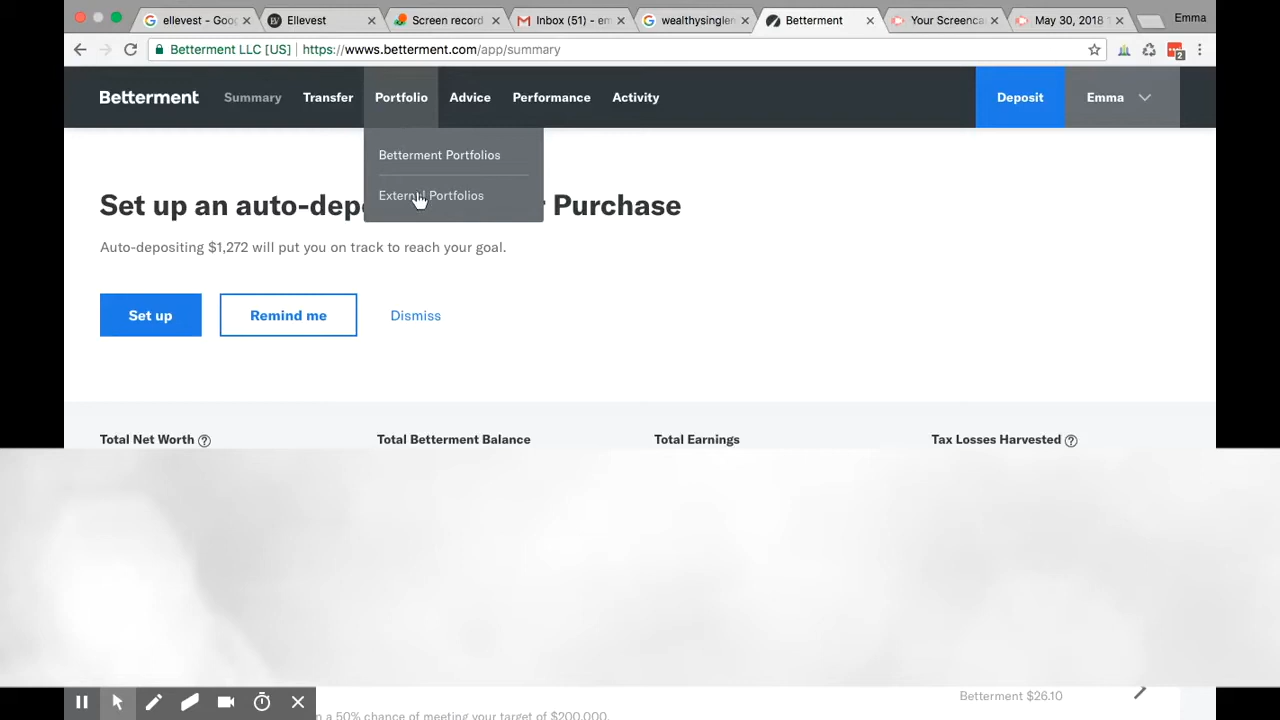 ellevest - Goo
Ellevest
Screen record
Inbox (51) - em
wealthysinglem
Betterment
Your Screenca
May 30, 2018 1
Emma
Betterment LLC [US]
https://wwws.betterment.com/app/summary
2
Betterment
Summary
Transfer
Portfolio
Advice
Performance
Activity
Deposit
Emma
Betterment Portfolios
External Portfolios
Set up an auto-depo r Purchase
Auto-depositing $1,272 will put you on track to reach your goal.
Set up
Remind me
Dismiss
Total Net Worth ?
Total Betterment Balance
Total Earnings
Tax Losses Harvested ?
Betterment $26.10
n a 50% chance of meeting your target of $200,000.